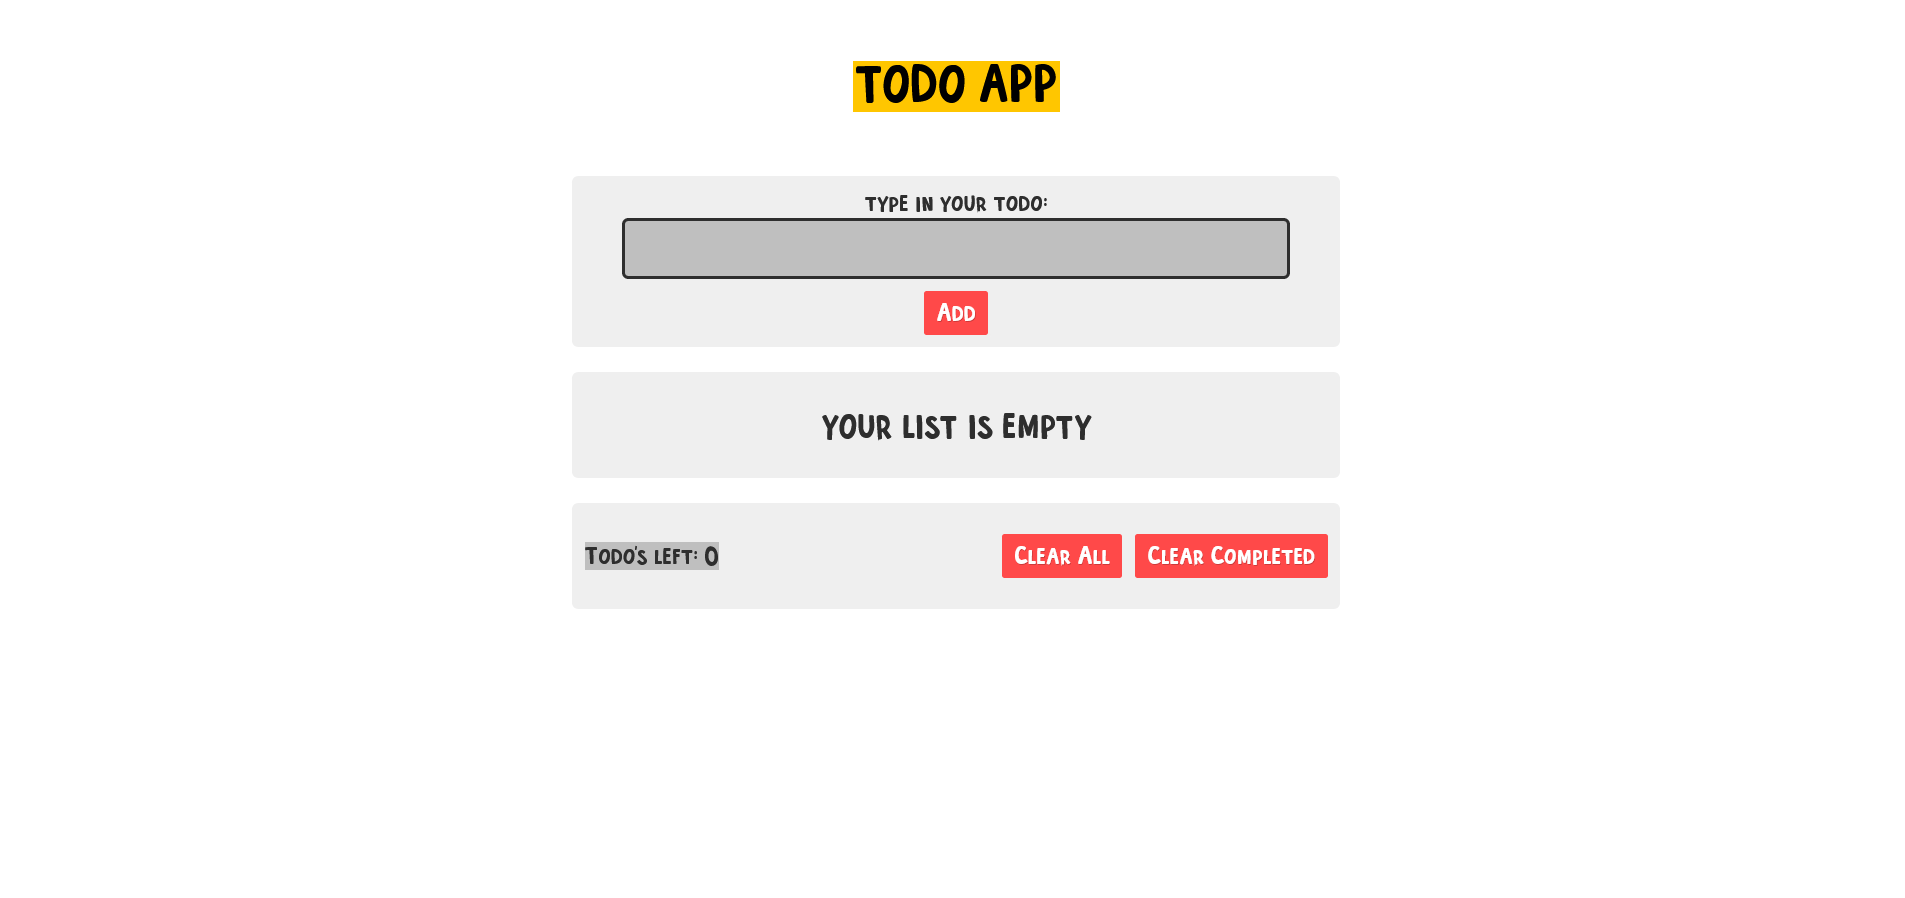 TODO APP
TYPE IN YOUR TODO:
Add
YOUR LIST IS EMPTY
Todo's left: 0
Clear All
Clear Completed